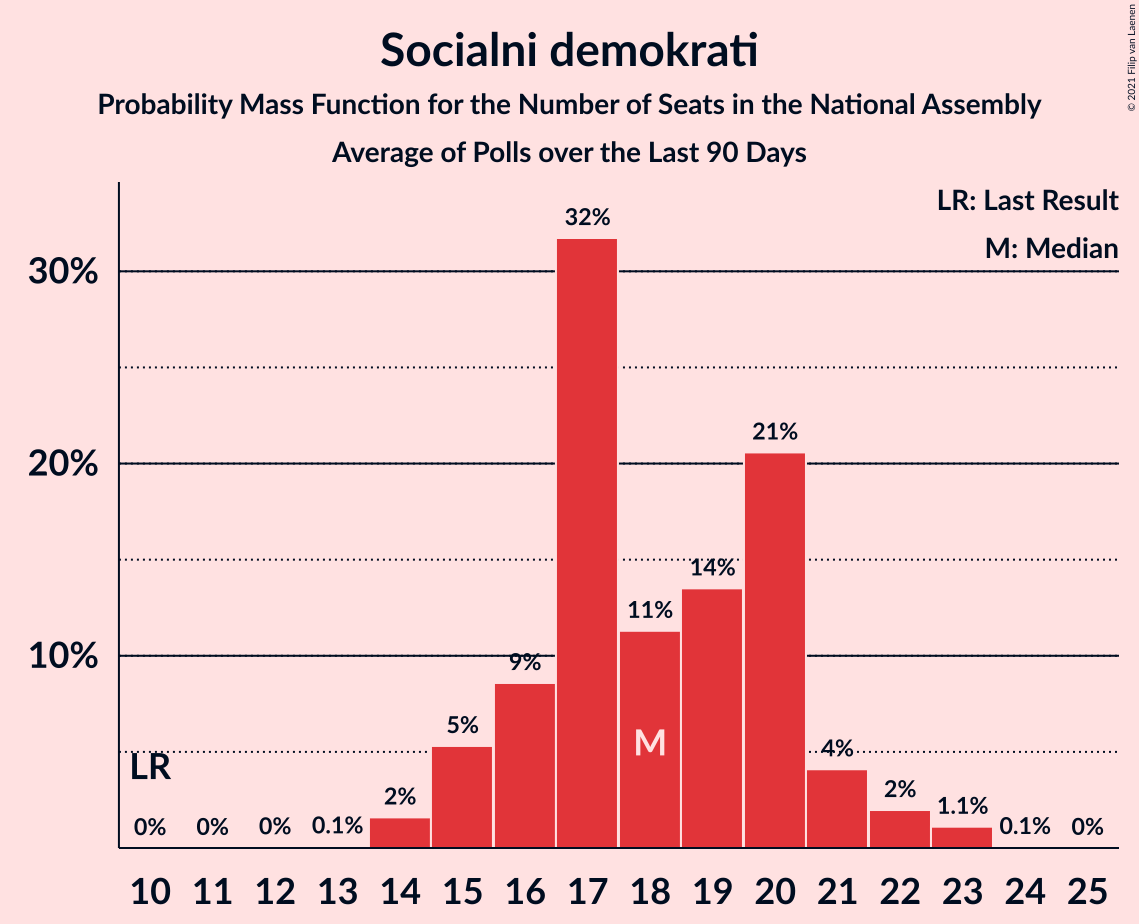 Socialni demokrati
Probability Mass Function for the Number of Seats in the National Assembly
Average of Polls over the Last 90 Days
© 2021 Filip van Laenen
LR: Last Result
M: Median
32%
30%
21%
20%
14%
11%
10%
9%
5%
M
4%
LR
2%
2%
1.1%
0% 0% 0% 0.1% 0.1% 0%
10 11 12 13 14 15 16 17 18 19 20 21 22 23 24 25